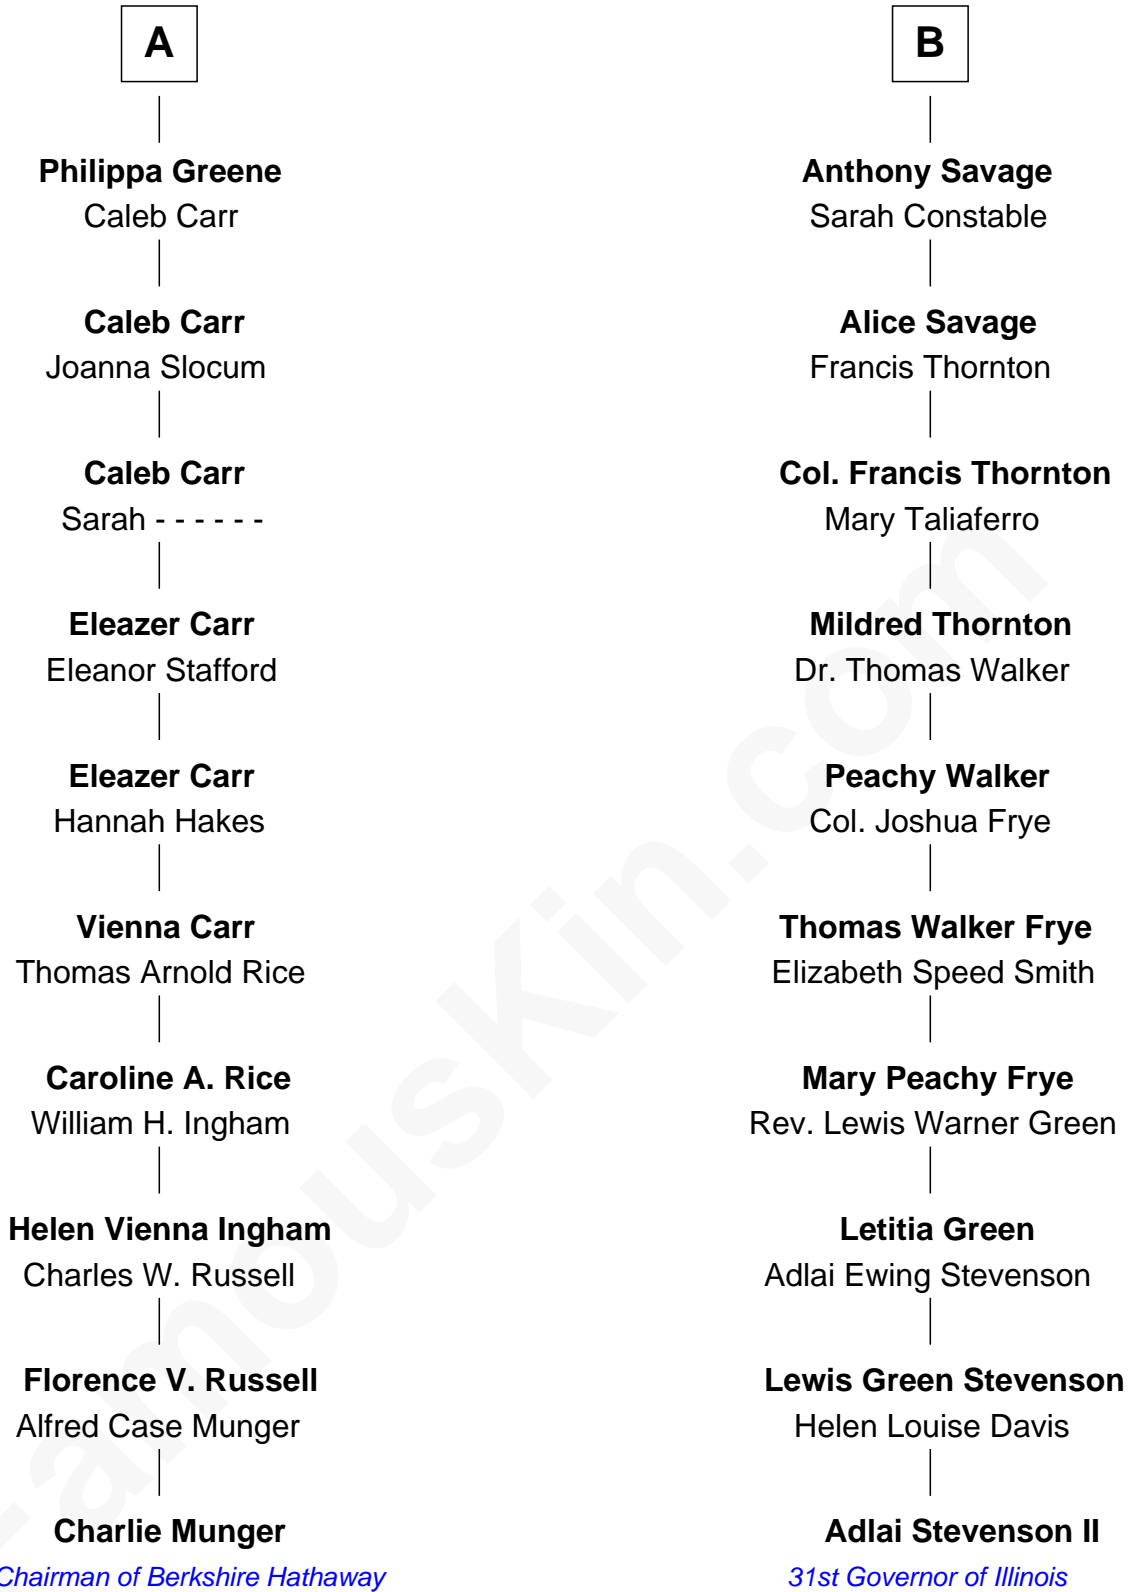 A
Philippa Greene
Caleb Carr
Caleb Carr
Joanna Slocum
Caleb Carr
Sarah - - - - - -
Eleazer Carr
Eleanor Stafford
Eleazer Carr
Hannah Hakes
Vienna Carr
Thomas Arnold Rice
Caroline A. Rice
William H. Ingham
Helen Vienna Ingham
Charles W. Russell
Florence V. Russell
Alfred Case Munger
Charlie Munger
Chairman of Berkshire Hathaway
B
Anthony Savage
Sarah Constable
Alice Savage
Francis Thornton
Col. Francis Thornton
Mary Taliaferro
Mildred Thornton
Dr. Thomas Walker
Peachy Walker
Col. Joshua Frye
Thomas Walker Frye
Elizabeth Speed Smith
Mary Peachy Frye
Rev. Lewis Warner Green
Letitia Green
Adlai Ewing Stevenson
Lewis Green Stevenson
Helen Louise Davis
Adlai Stevenson II
31st Governor of Illinois
FamousKin.com